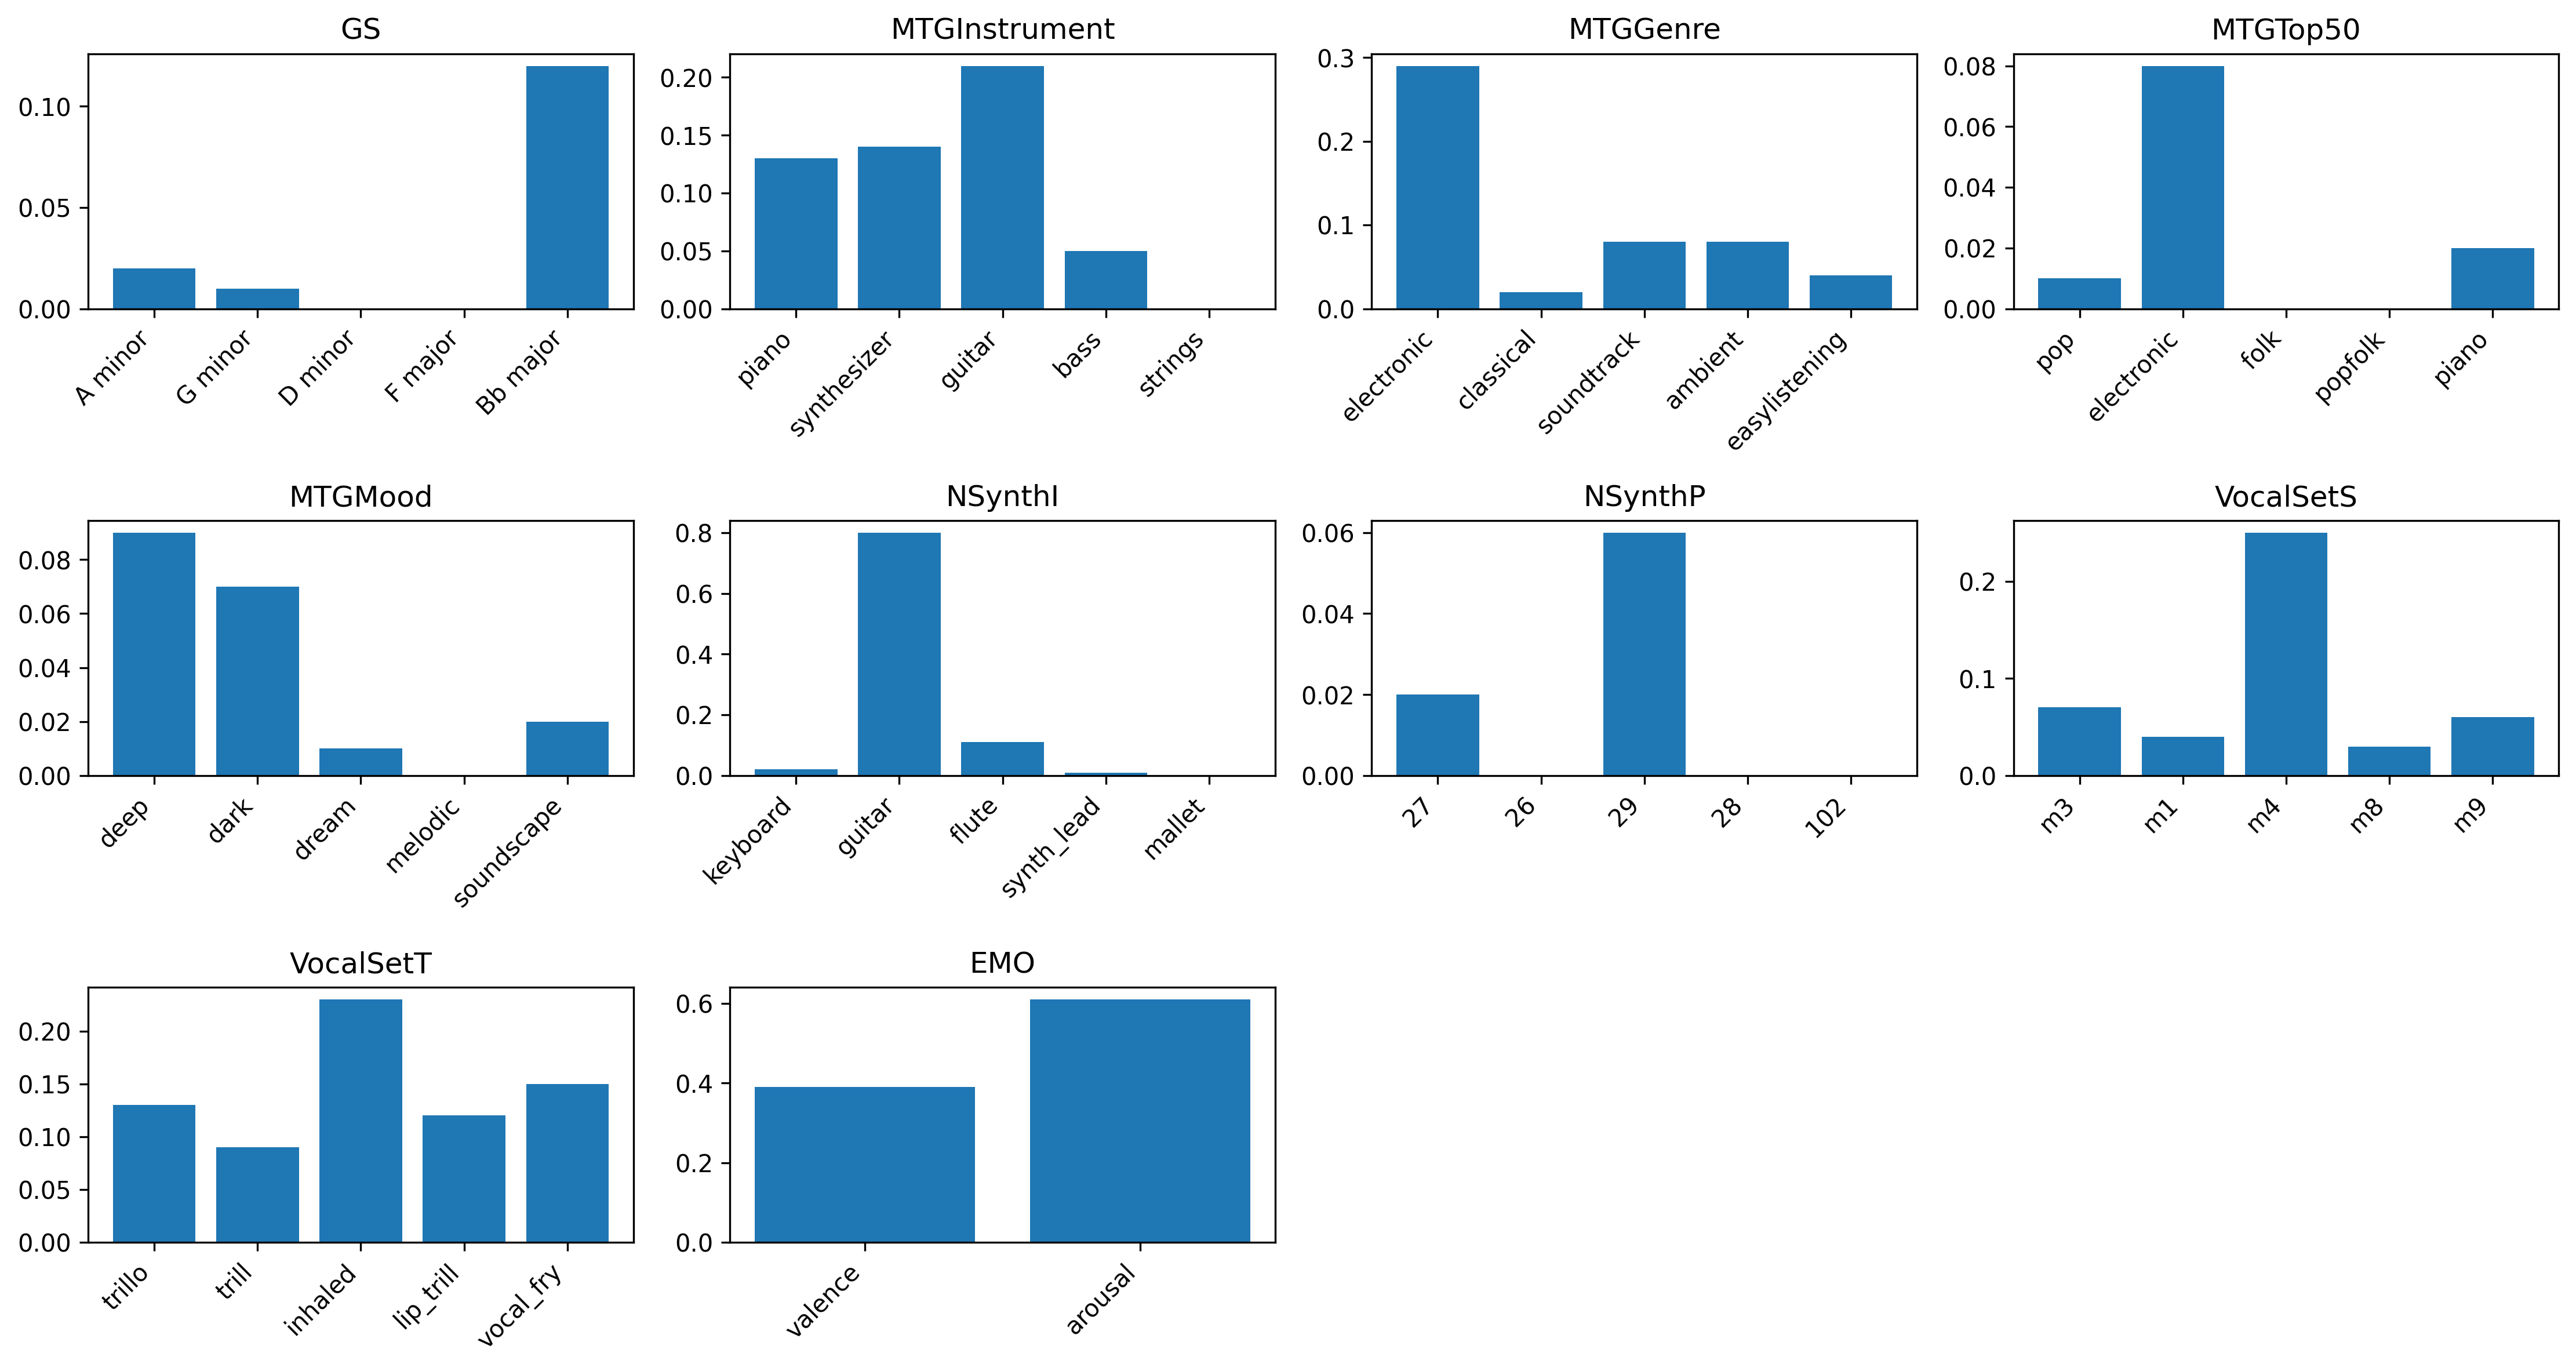 GS
0.10
0.05
0.00
A minor
G minor
D minor
F major
Bb major
MTGInstrument
0.20
0.15
0.10
0.05
0.00
piano
synthesizer
guitar
bass
strings
MTGGenre
0.3
0.2
0.1
0.0
electronic
classical
soundtrack
ambient
easylistening
MTGTop50
0.08
0.06
0.04
0.02
0.00
pop
electronic
folk
popfolk
piano
MTGMood
0.08
0.06
0.04
0.02
0.00
deep
dark
dream
melodic
soundscape
NSynthI
0.8
0.6
0.4
0.2
0.0
keyboard
guitar
flute
synth_lead
mallet
NSynthP
0.06
0.04
0.02
0.00
27
26
29
28
102
VocalSetS
0.2
0.1
0.0
m3
m1
m4
m8
m9
VocalSetT
0.20
0.15
0.10
0.05
0.00
trillo
trill
inhaled
lip_trill
vocal_fry
EMO
0.6
0.4
0.2
0.0
valence
arousal